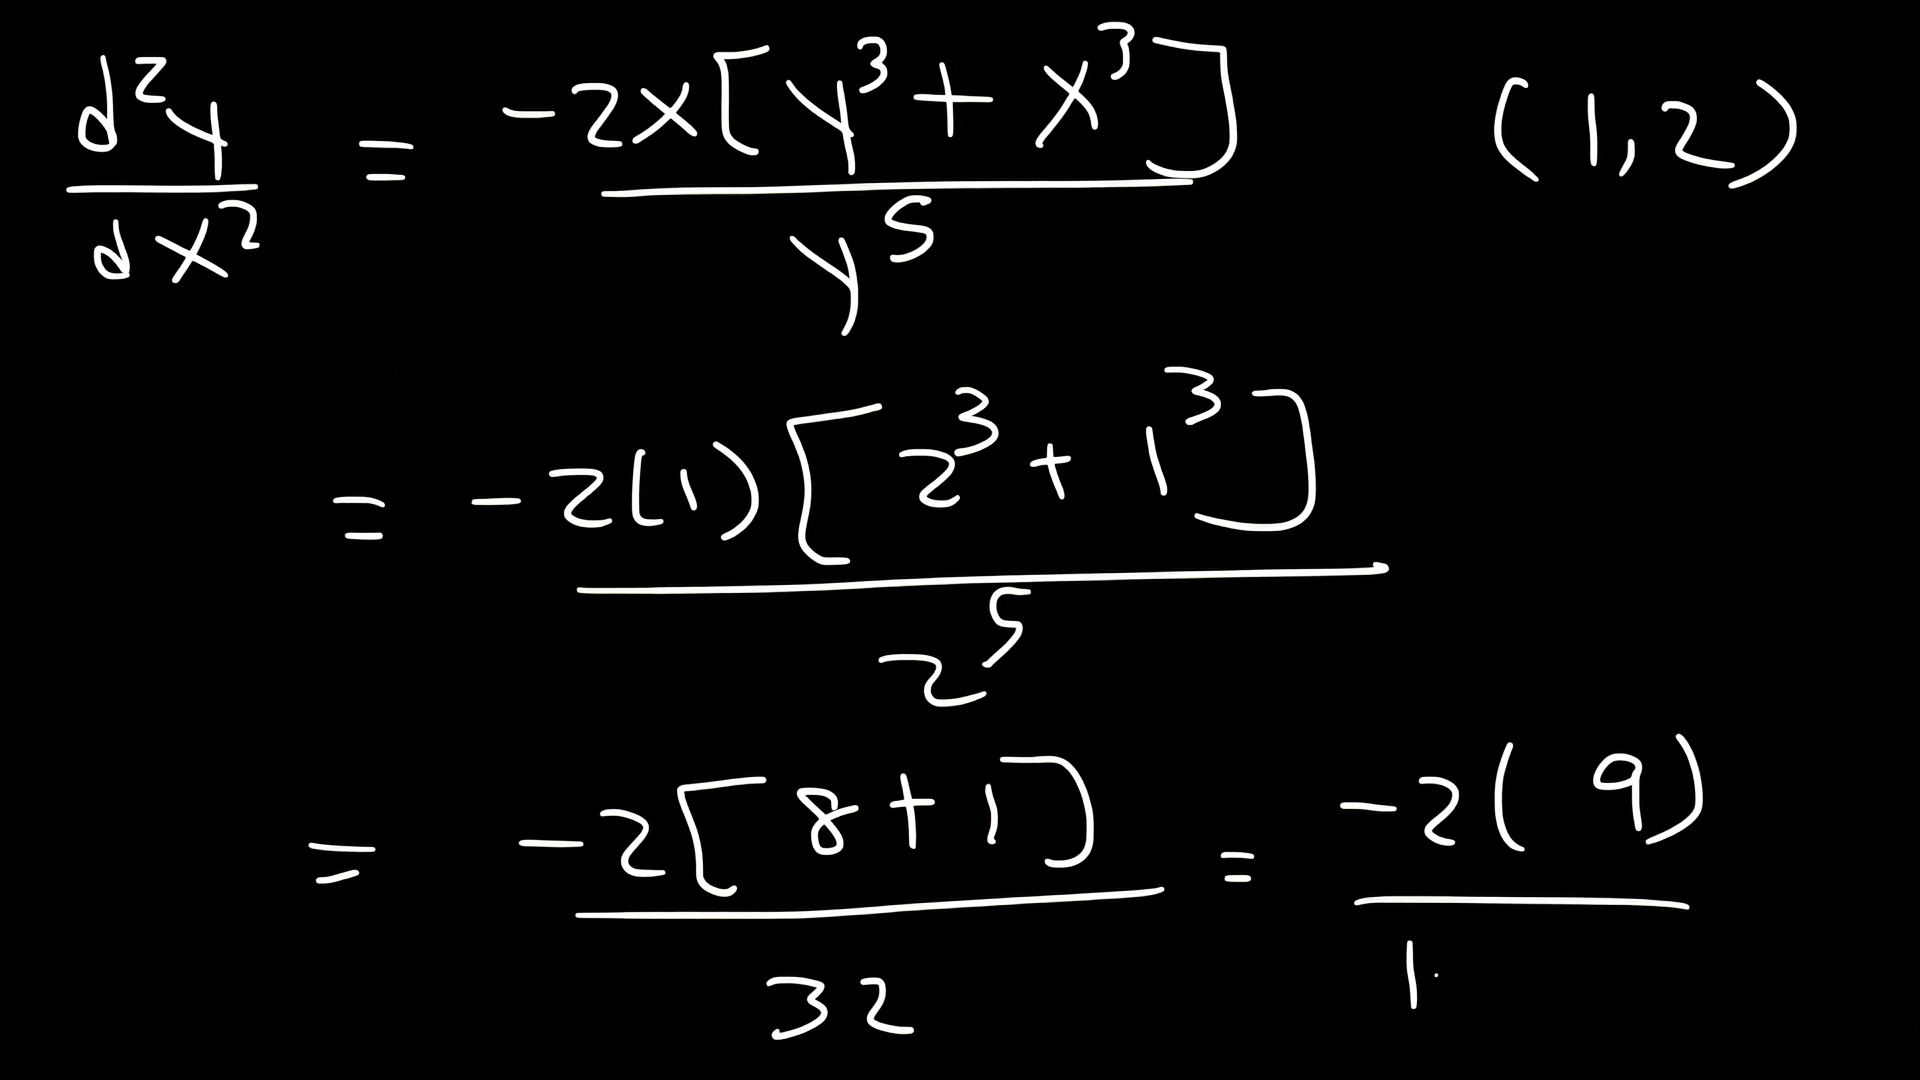 d²y/dx² = -2x[y³ + x³]/y⁵ (1,2)
= -2(1)[2³ + 1³]/2⁵
= -2[8+1]/32 = -2(9)/1